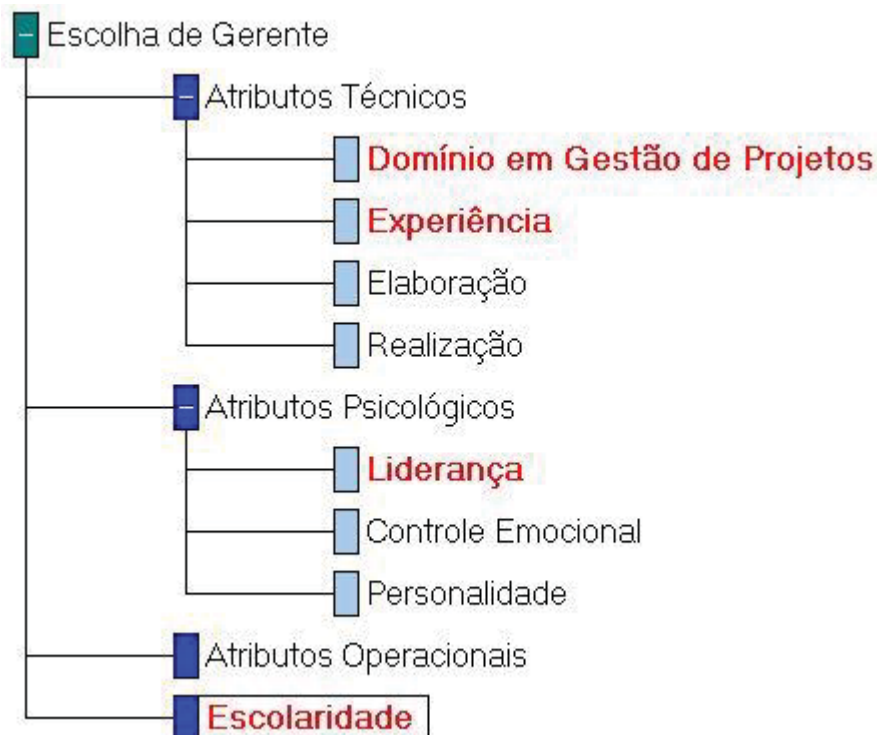 Escolha de Gerente
Atributos Técnicos
Domínio em Gestão de Projetos
Experiência
Elaboração
Realização
Atributos Psicológicos
Liderança
Controle Emocional
Personalidade
Atributos Operacionais
Escolaridade